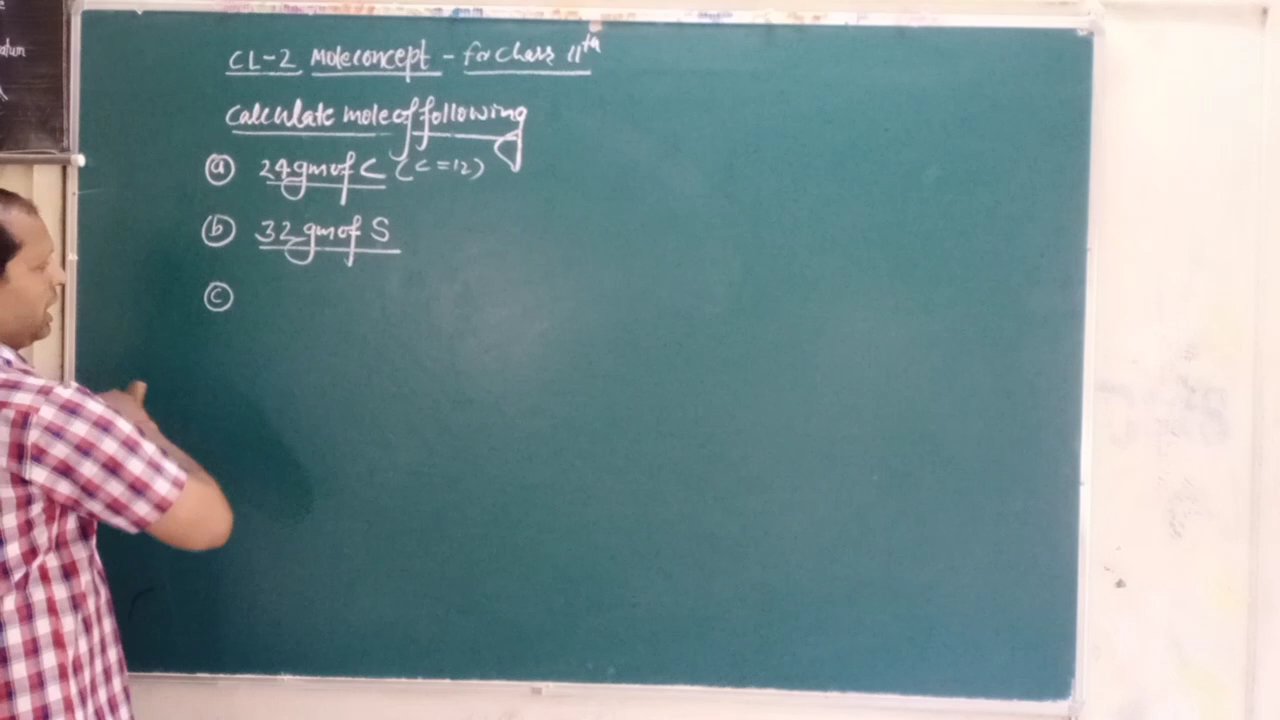 CL-2 Moleconcept - for Class 11th
Calculate mole of following
(a) 24gm of C (C=12)
(b) 32gm of S
(c)